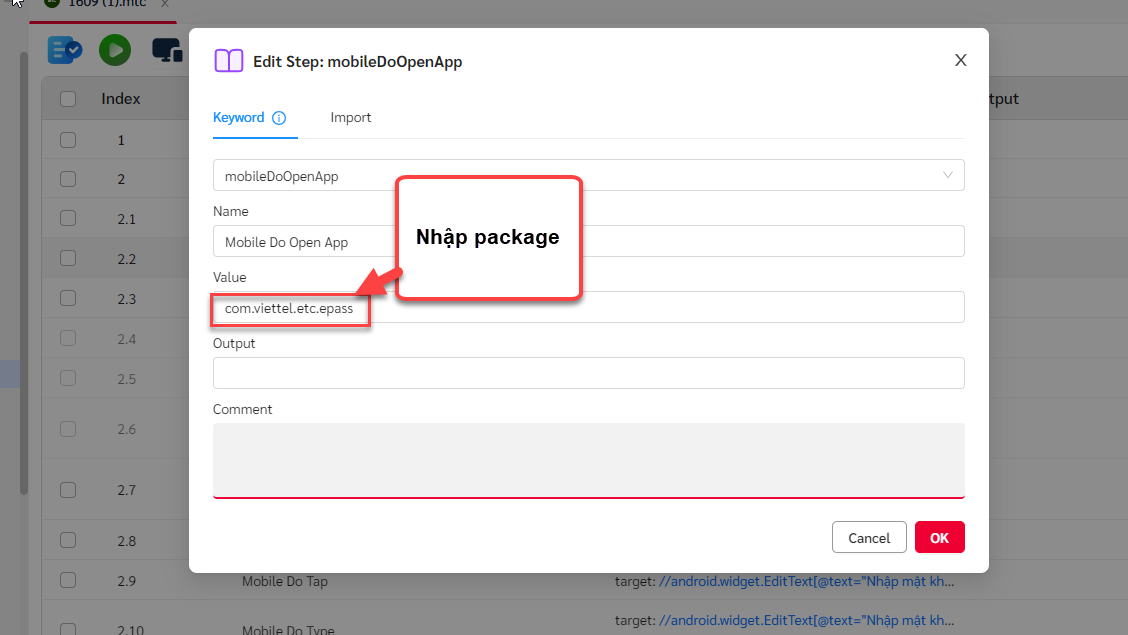 1609 (1).mtc
Edit Step: mobileDoOpenApp
X
Index
tput
Keyword
Import
1
mobileDoOpenApp
2
Name
2.1
Nhập package
Mobile Do Open App
2.2
Value
2.3
com.viettel.etc.epass
2.4
Output
2.5
Comment
2.6
2.7
Cancel
OK
2.8
2.9
Mobile Do Tap
target: //android.widget.EditText[@text="Nhập mật kh...
2.10
Mobile Do Type
target: //android.widget.EditText[@text="Nhập mật kh...